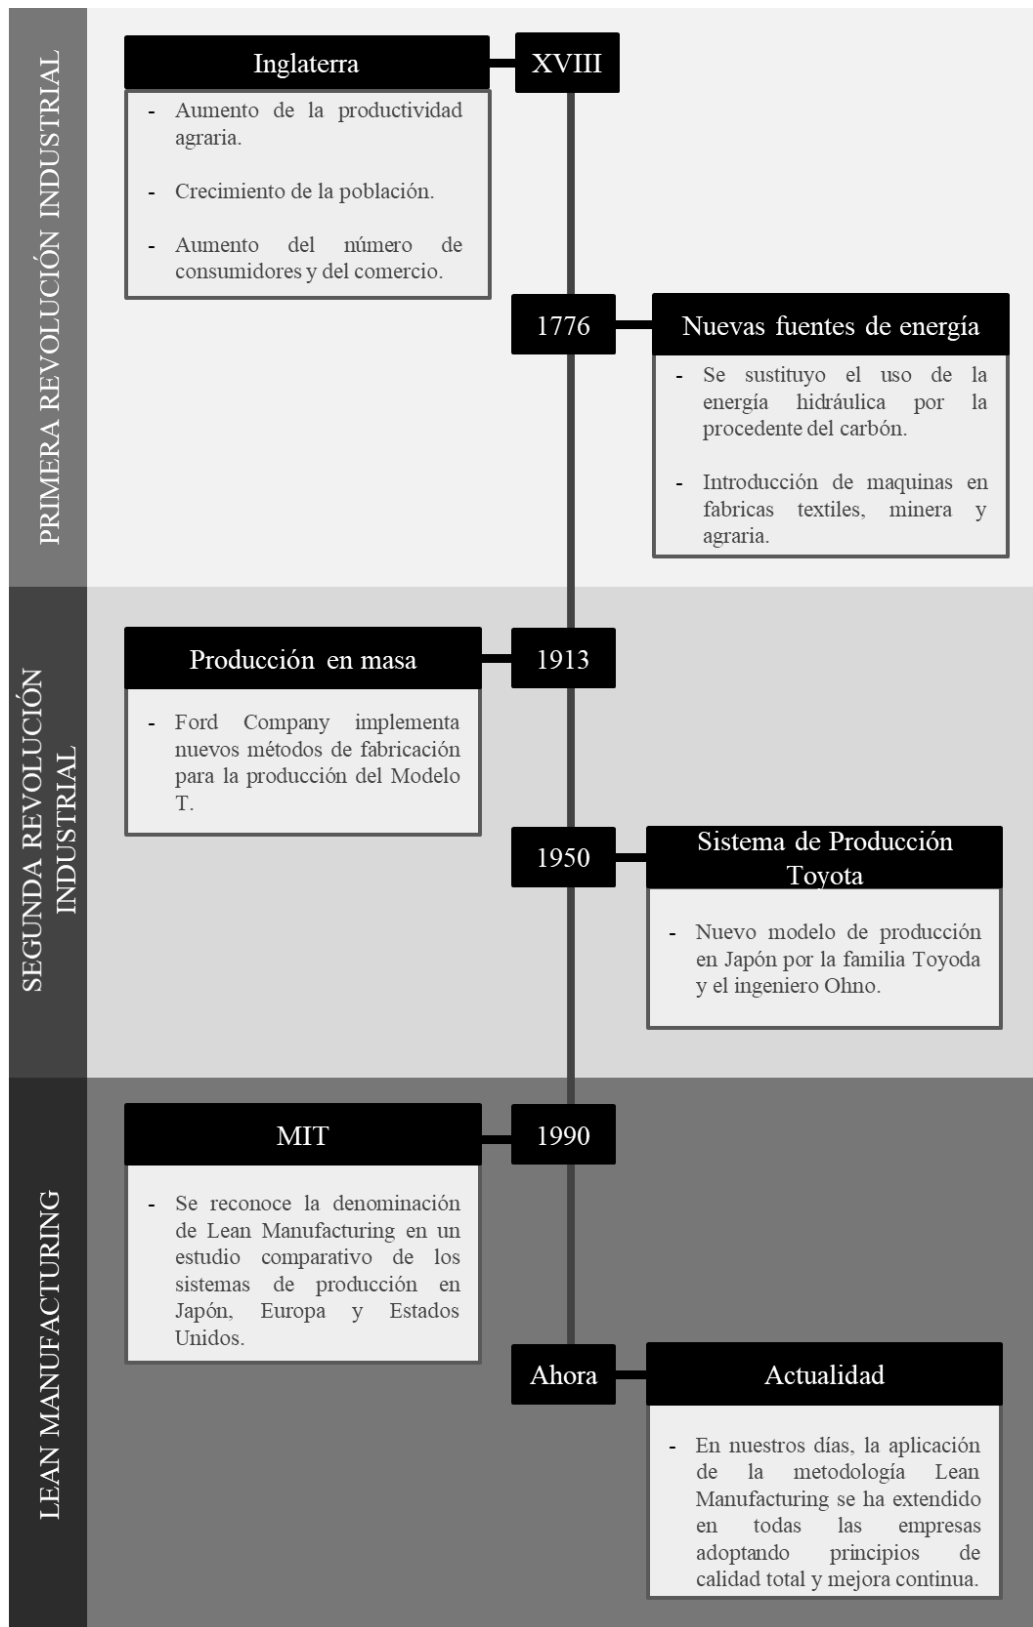 PRIMERA REVOLUCIÓN INDUSTRIAL
Inglaterra
XVIII
- Aumento de la productividad
agraria.
- Crecimiento de la población.
- Aumento del número de
consumidores y del comercio.
1776
Nuevas fuentes de energía
- Se sustituyo el uso de la
energía hidráulica por la
procedente del carbón.
- Introducción de maquinas en
fabricas textiles, minera y
agraria.
SEGUNDA REVOLUCIÓN
INDUSTRIAL
Producción en masa
1913
- Ford Company implementa
nuevos métodos de fabricación
para la producción del Modelo
T.
1950
Sistema de Producción
Toyota
- Nuevo modelo de producción
en Japón por la familia Toyoda
y el ingeniero Ohno.
LEAN MANUFACTURING
MIT
1990
- Se reconoce la denominación
de Lean Manufacturing en un
estudio comparativo de los
sistemas de producción en
Japón, Europa y Estados
Unidos.
Ahora
Actualidad
- En nuestros días, la aplicación
de la metodología Lean
Manufacturing se ha extendido
en todas las empresas
adoptando principios de
calidad total y mejora continua.